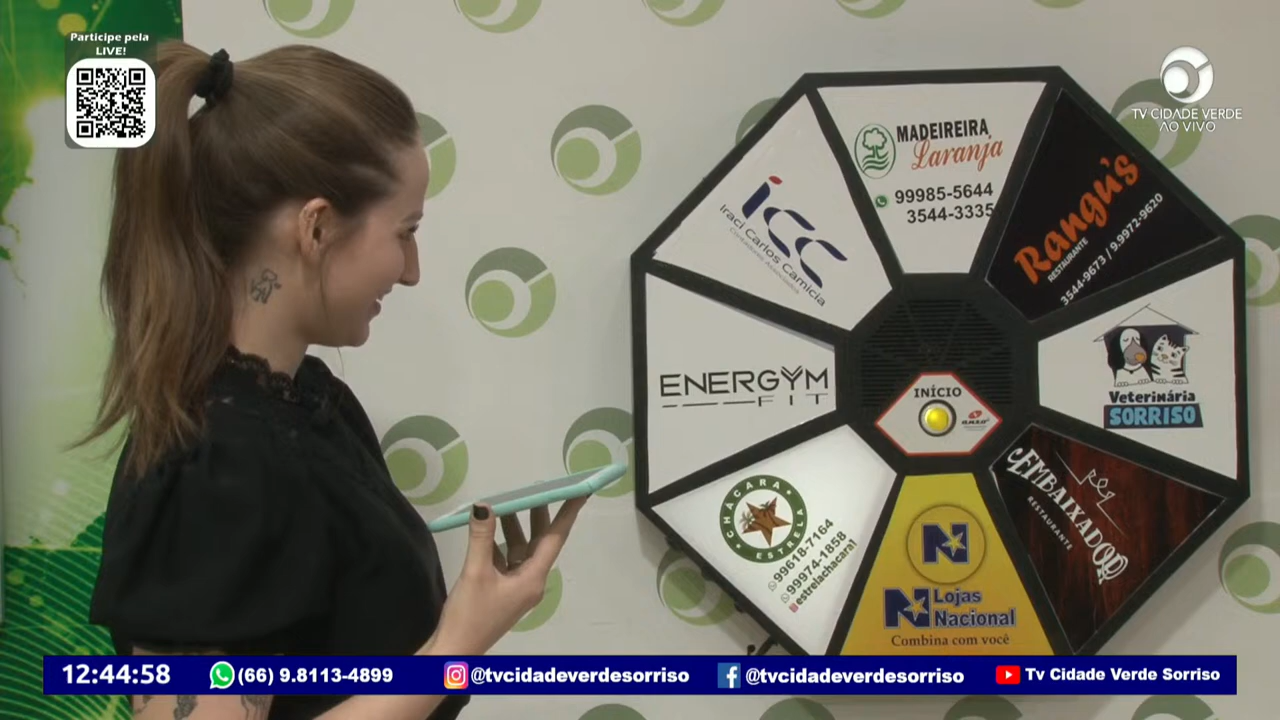 Participe pela
LIVE!
TV CIDADE VERDE
AO VIVO
MADEIREIRA
Laranja
99985-5644
3544-3335
Rangu's
RESTAURANTE
3544-9673 / 9.9972-9620
icc
Iraci Carlos Camicia
ENERGYM
FIT
INÍCIO
Veterinária
SORRISO
EMBAIXADOR
RESTAURANTE
CHÁCARA
ESTRELA
99618-7164
99974-1858
estrelachacara1
N
N Lojas
Nacional
Combina com você
12:44:58
(66) 9.8113-4899
@tvcidadeverdesorriso
@tvcidadeverdesorriso
Tv Cidade Verde Sorriso